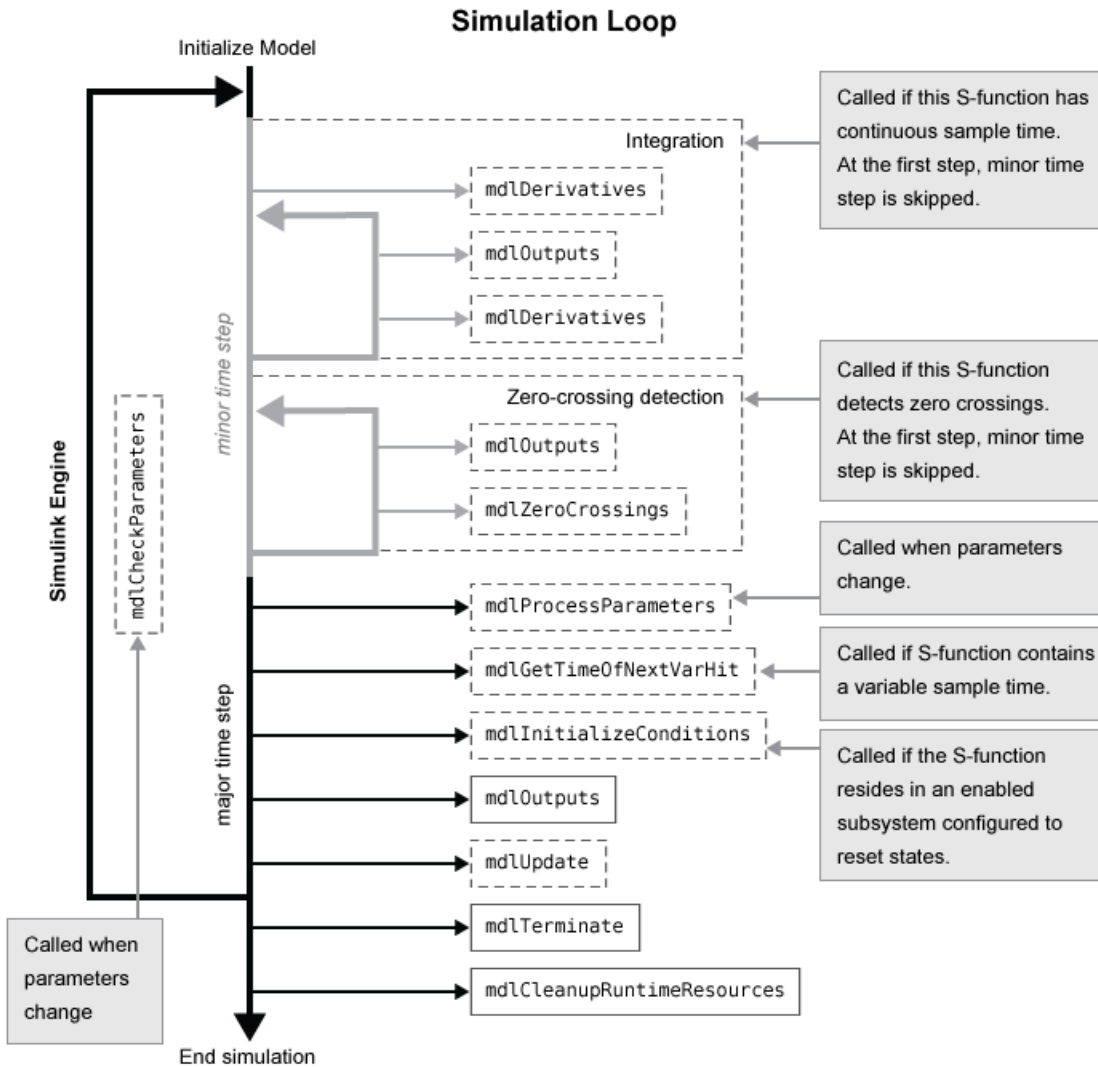 Simulation Loop
Initialize Model
Called if this S-function has
continuous sample time.
At the first step, minor time
step is skipped.
Integration
mdlDerivatives
mdlOutputs
mdlDerivatives
minor time step
Called if this S-function
detects zero crossings.
At the first step, minor time
step is skipped.
Zero-crossing detection
mdlOutputs
mdlZeroCrossings
Simulink Engine
mdlCheckParameters
Called when parameters
change.
mdlProcessParameters
Called if S-function contains
a variable sample time.
mdlGetTimeOfNextVarHit
major time step
mdlInitializeConditions
Called if the S-function
resides in an enabled
subsystem configured to
reset states.
mdlOutputs
mdlUpdate
mdlTerminate
Called when
parameters
change
mdlCleanupRuntimeResources
End simulation